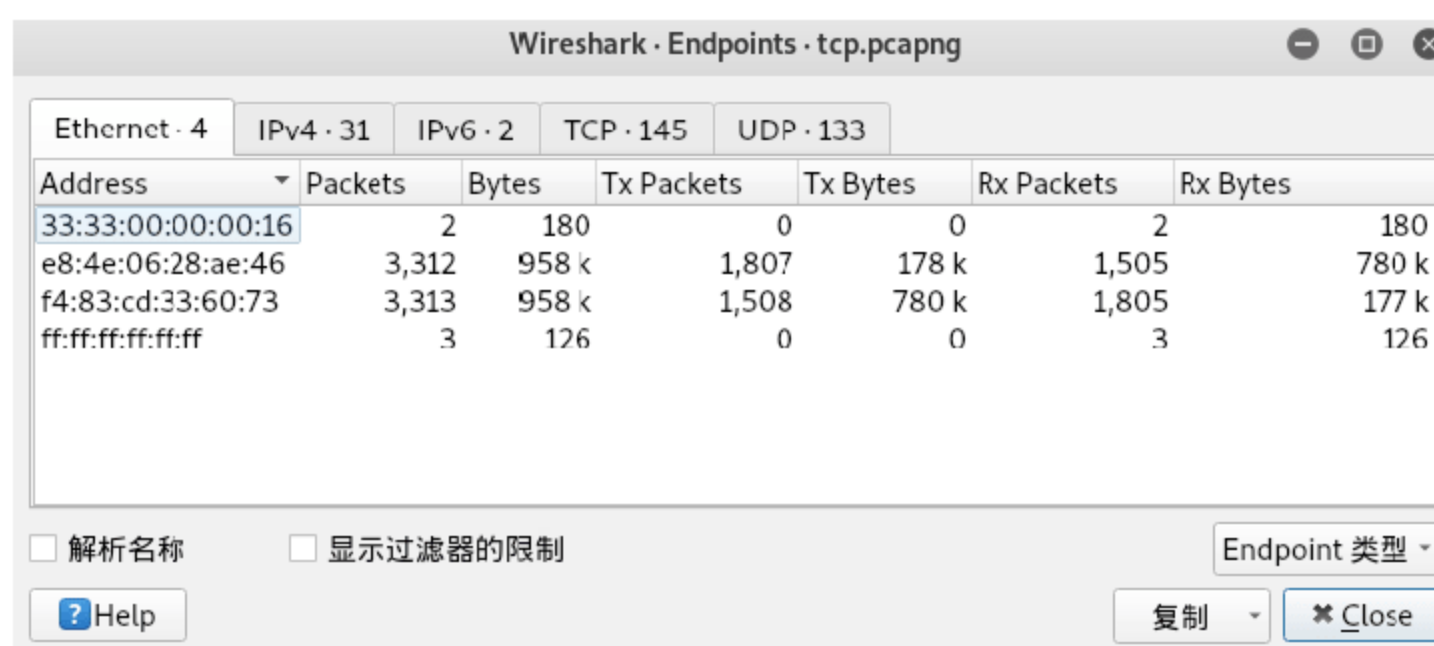 Wireshark · Endpoints · tcp.pcapng
Ethernet · 4 IPv4 · 31 IPv6 · 2 TCP · 145 UDP · 133
Address Packets Bytes Tx Packets Tx Bytes Rx Packets Rx Bytes
33:33:00:00:00:16 2 180 0 0 2 180
e8:4e:06:28:ae:46 3,312 958 k 1,807 178 k 1,505 780 k
f4:83:cd:33:60:73 3,313 958 k 1,508 780 k 1,805 177 k
ff:ff:ff:ff:ff:ff 3 126 0 0 3 126
解析名称 显示过滤器的限制 Endpoint 类型
Help 复制 Close